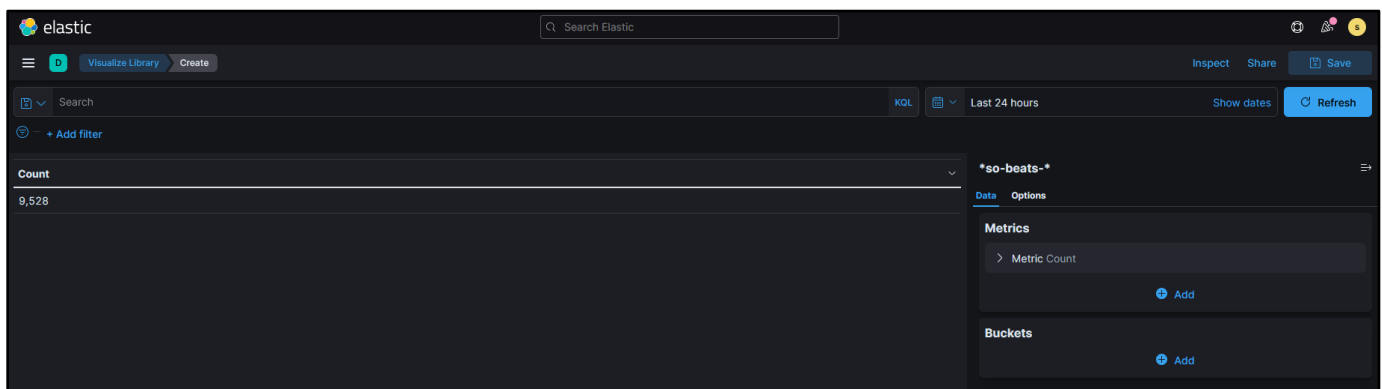 elastic
Search Elastic
s
D
Visualize Library
Create
Inspect
Share
Save
Search
KQL
Last 24 hours
Show dates
Refresh
+ Add filter
Count
9,528
*so-beats-*
Data
Options
Metrics
Metric Count
Add
Buckets
Add